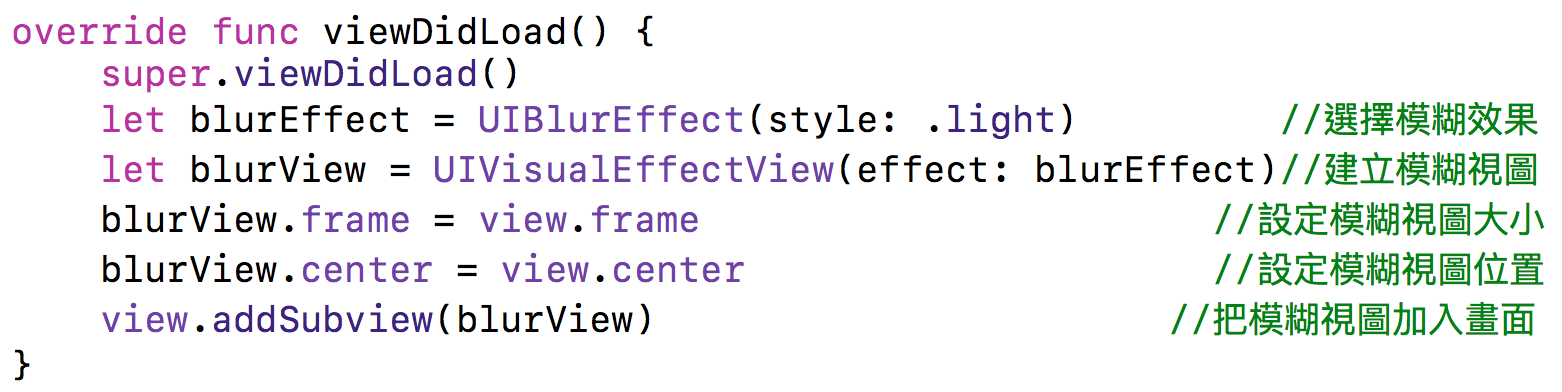 override func viewDidLoad() {
    super.viewDidLoad()
    let blurEffect = UIBlurEffect(style: .light)         //選擇模糊效果
    let blurView = UIVisualEffectView(effect: blurEffect)//建立模糊視圖
    blurView.frame = view.frame                       //設定模糊視圖大小
    blurView.center = view.center                     //設定模糊視圖位置
    view.addSubview(blurView)                       //把模糊視圖加入畫面
}